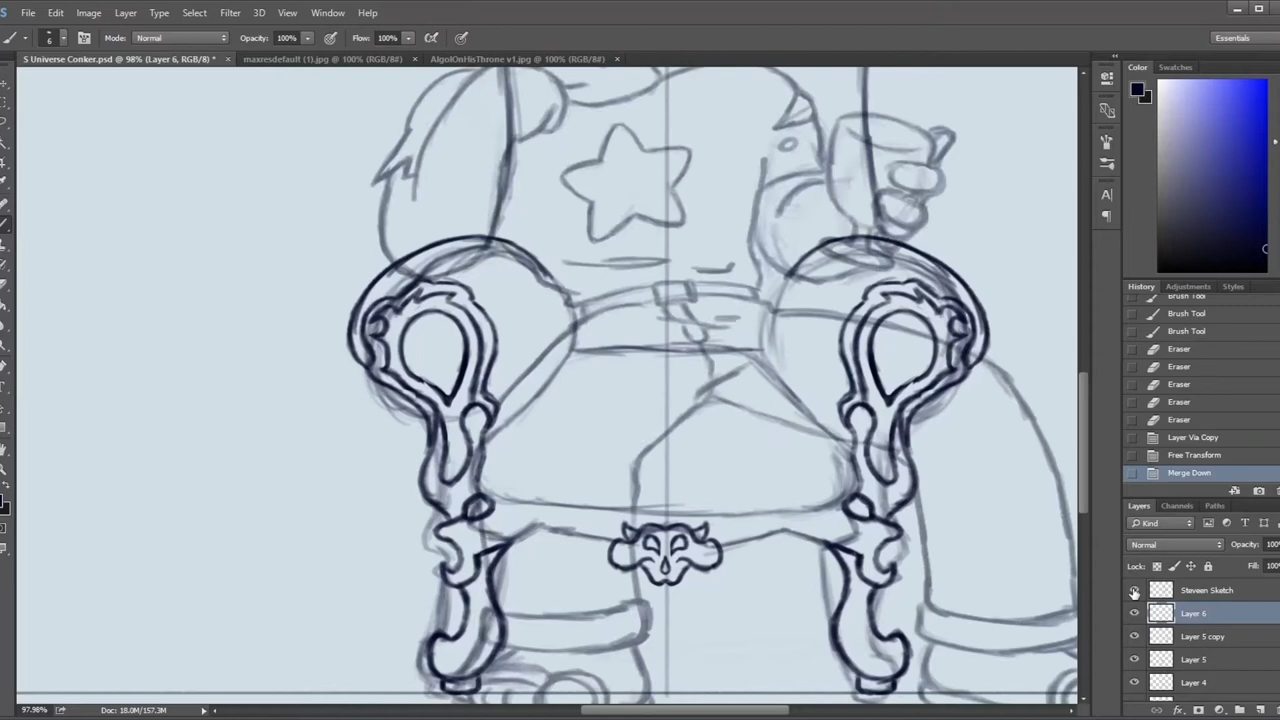 File Edit Image Layer Type Select Filter 3D View Window Help
6 Mode: Normal Opacity: 100% Flow: 100% Essentials
S Universe Conker.psd @ 98% (Layer 6, RGB/8) * × maxresdefault (1).jpg @ 100% (RGB/8#) × AlgolOnHisThrone v1.jpg @ 100% (RGB/8#) ×
Color Swatches
History Adjustments Styles
Brush Tool
Brush Tool
Brush Tool
Eraser
Eraser
Eraser
Eraser
Eraser
Layer Via Copy
Free Transform
Merge Down
Layers Channels Paths
Kind
Normal Opacity: 100%
Lock: Fill: 100%
Steveen Sketch
Layer 6
Layer 5 copy
Layer 5
Layer 4
97.98% Doc: 18.0M/157.3M